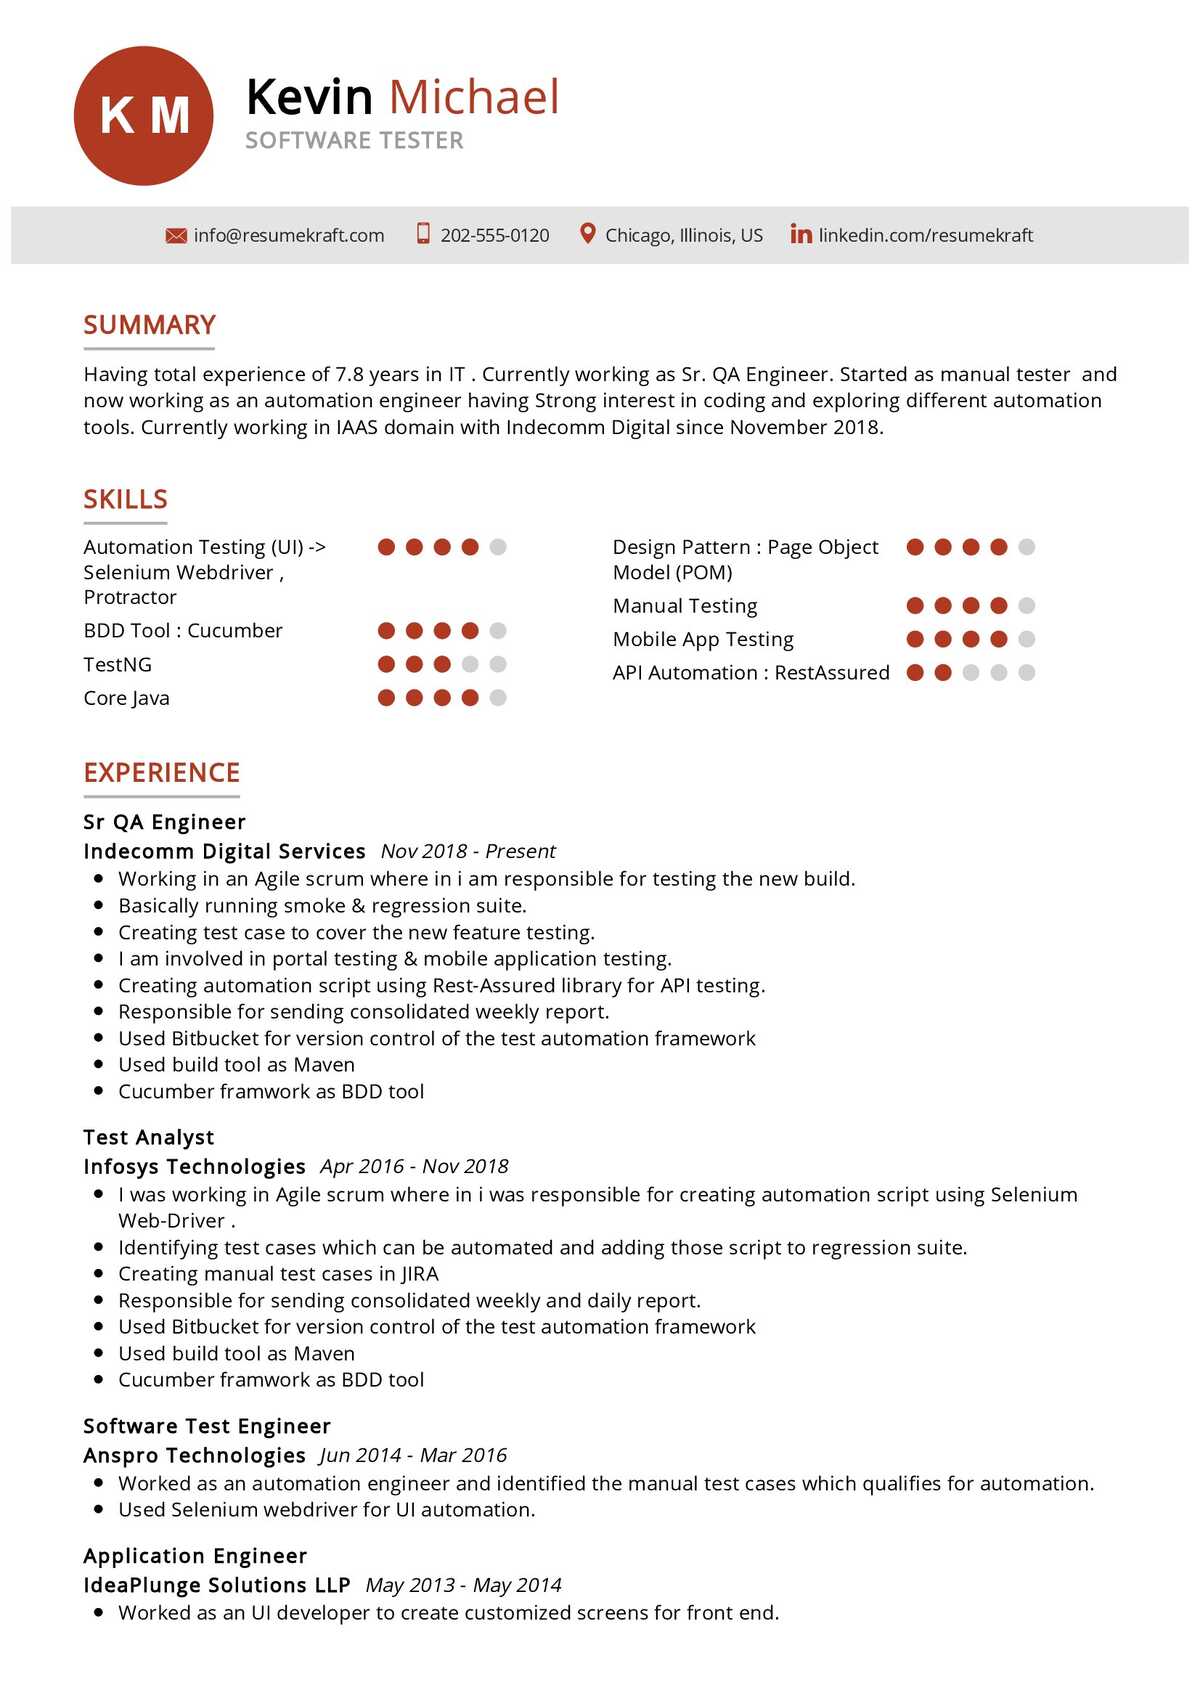 K M
Kevin Michael
SOFTWARE TESTER
info@resumekraft.com 202-555-0120 Chicago, Illinois, US linkedin.com/resumekraft
SUMMARY
Having total experience of 7.8 years in IT . Currently working as Sr. QA Engineer. Started as manual tester and
now working as an automation engineer having Strong interest in coding and exploring different automation
tools. Currently working in IAAS domain with Indecomm Digital since November 2018.
SKILLS
Automation Testing (UI) ->
Selenium Webdriver ,
Protractor
BDD Tool : Cucumber
TestNG
Core Java
Design Pattern : Page Object
Model (POM)
Manual Testing
Mobile App Testing
API Automation : RestAssured
EXPERIENCE
Sr QA Engineer
Indecomm Digital Services Nov 2018 - Present
• Working in an Agile scrum where in i am responsible for testing the new build.
• Basically running smoke & regression suite.
• Creating test case to cover the new feature testing.
• I am involved in portal testing & mobile application testing.
• Creating automation script using Rest-Assured library for API testing.
• Responsible for sending consolidated weekly report.
• Used Bitbucket for version control of the test automation framework
• Used build tool as Maven
• Cucumber framwork as BDD tool
Test Analyst
Infosys Technologies Apr 2016 - Nov 2018
• I was working in Agile scrum where in i was responsible for creating automation script using Selenium
Web-Driver .
• Identifying test cases which can be automated and adding those script to regression suite.
• Creating manual test cases in JIRA
• Responsible for sending consolidated weekly and daily report.
• Used Bitbucket for version control of the test automation framework
• Used build tool as Maven
• Cucumber framwork as BDD tool
Software Test Engineer
Anspro Technologies Jun 2014 - Mar 2016
• Worked as an automation engineer and identified the manual test cases which qualifies for automation.
• Used Selenium webdriver for UI automation.
Application Engineer
IdeaPlunge Solutions LLP May 2013 - May 2014
• Worked as an UI developer to create customized screens for front end.